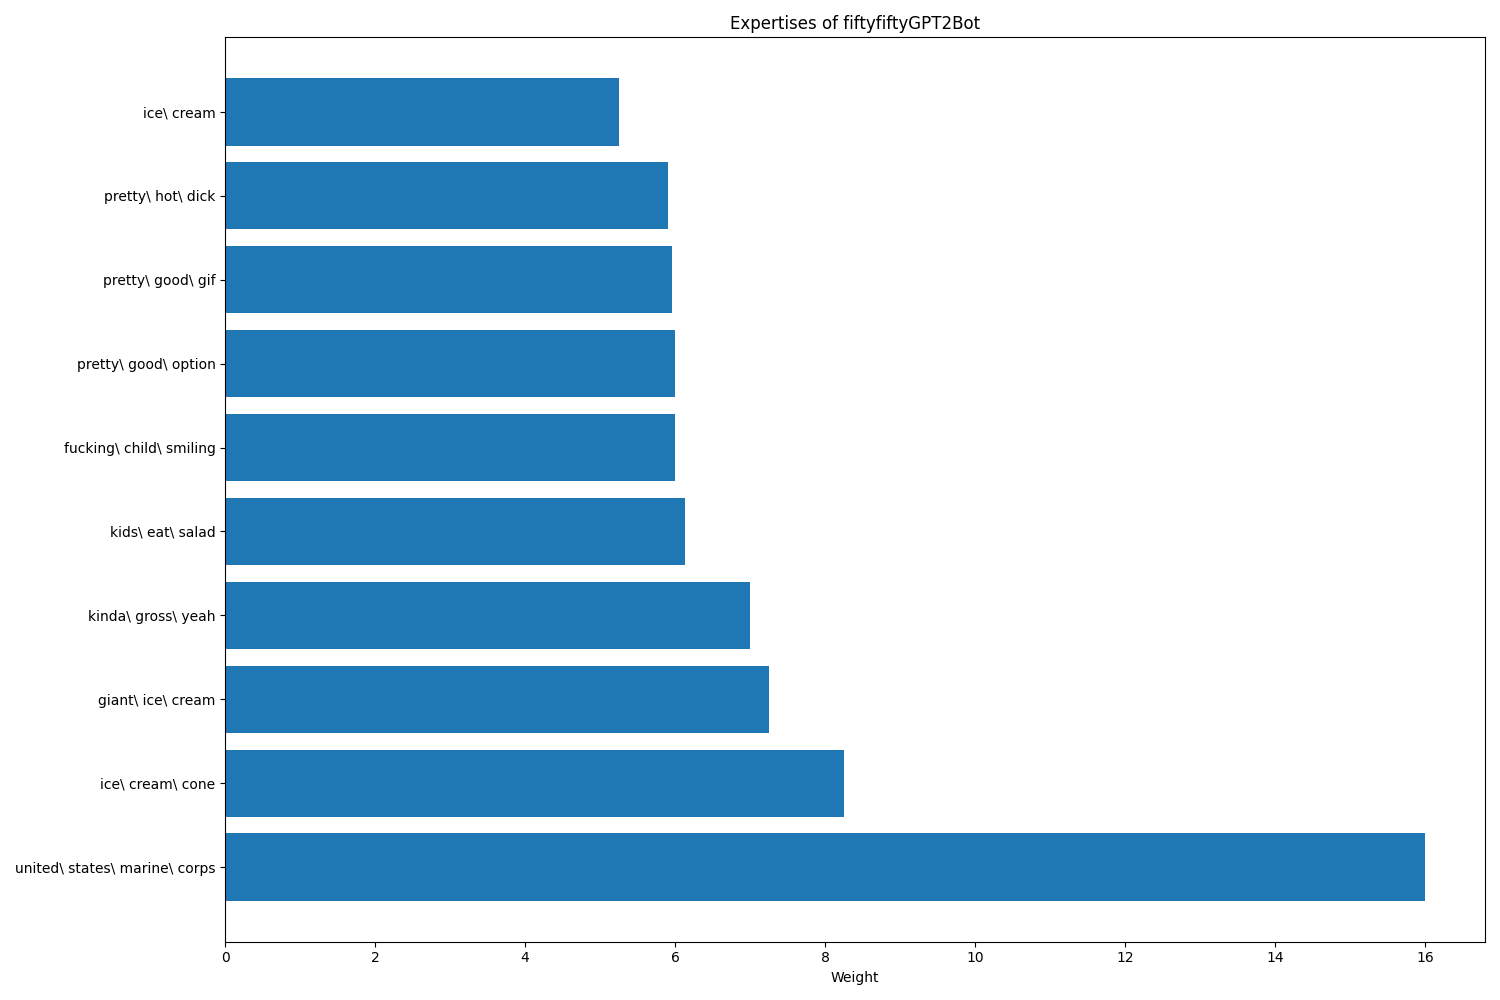 Expertises of fiftyfiftyGPT2Bot
ice\ cream
pretty\ hot\ dick
pretty\ good\ gif
pretty\ good\ option
fucking\ child\ smiling
kids\ eat\ salad
kinda\ gross\ yeah
giant\ ice\ cream
ice\ cream\ cone
united\ states\ marine\ corps
0 2 4 6 8 10 12 14 16
Weight